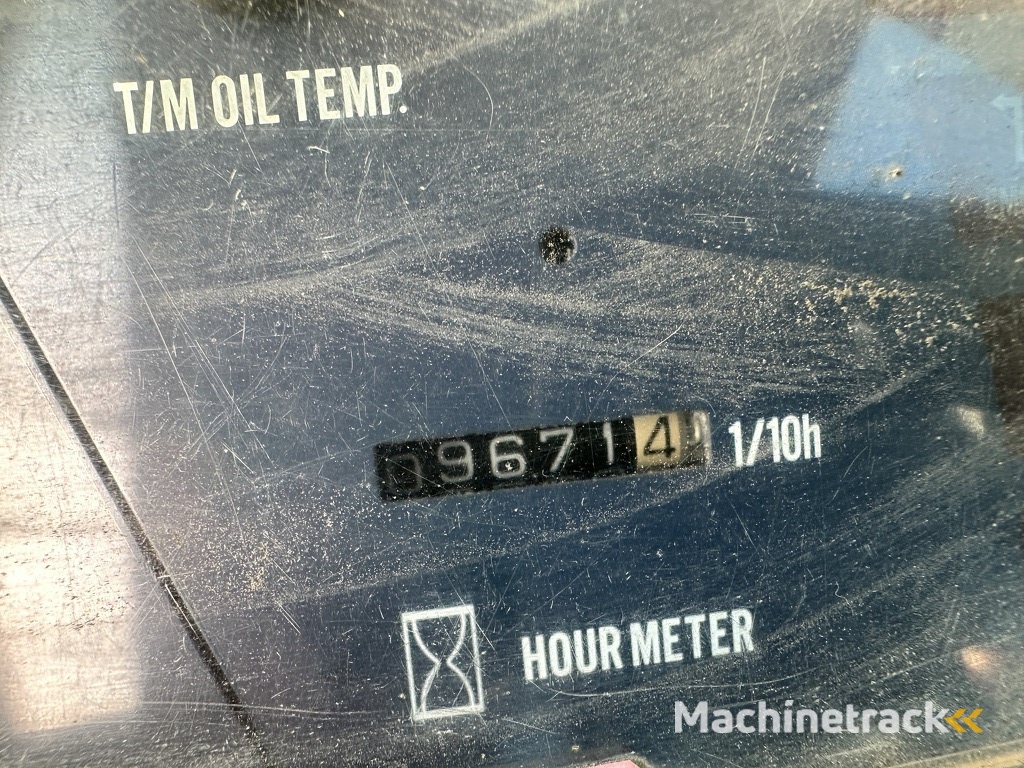 T/M OIL TEMP.
096714 1/10h
HOUR METER
Machinetrack